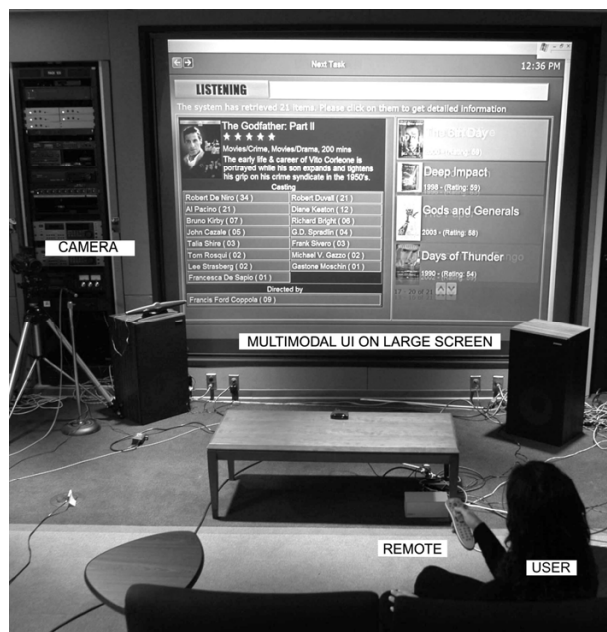 Next Task
12:36 PM
LISTENING
The system has retrieved 21 items. Please click on them to get detailed information
The Godfather: Part II
Movies/Crime, Movies/Drama, 200 mins
The early life & career of Vito Corleone is
portrayed while his son expands and tightens
his grip on his crime syndicate in the 1950's.
Casting
Robert De Niro ( 34 ) Robert Duvall ( 21 )
Al Pacino ( 21 ) Diane Keaton ( 12 )
Bruno Kirby ( 07 ) Richard Bright ( 06 )
John Cazale ( 05 ) G.D. Spredlin ( 04 )
Talia Shire ( 03 ) Frank Sivero ( 03 )
Tom Rosqui ( 02 ) Michael V. Gazzo ( 02 )
Lee Strasberg ( 02 ) Gastone Moschin ( 01 )
Francesca De Sapio ( 01 )
Directed by
Francis Ford Coppola ( 09 )
Deep Impact
1998 - (Rating: 59)
Gods and Generals
2003 - (Rating: 58)
Days of Thunder
1990 - (Rating: 54)
17 - 20 of 21
CAMERA
MULTIMODAL UI ON LARGE SCREEN
REMOTE
USER